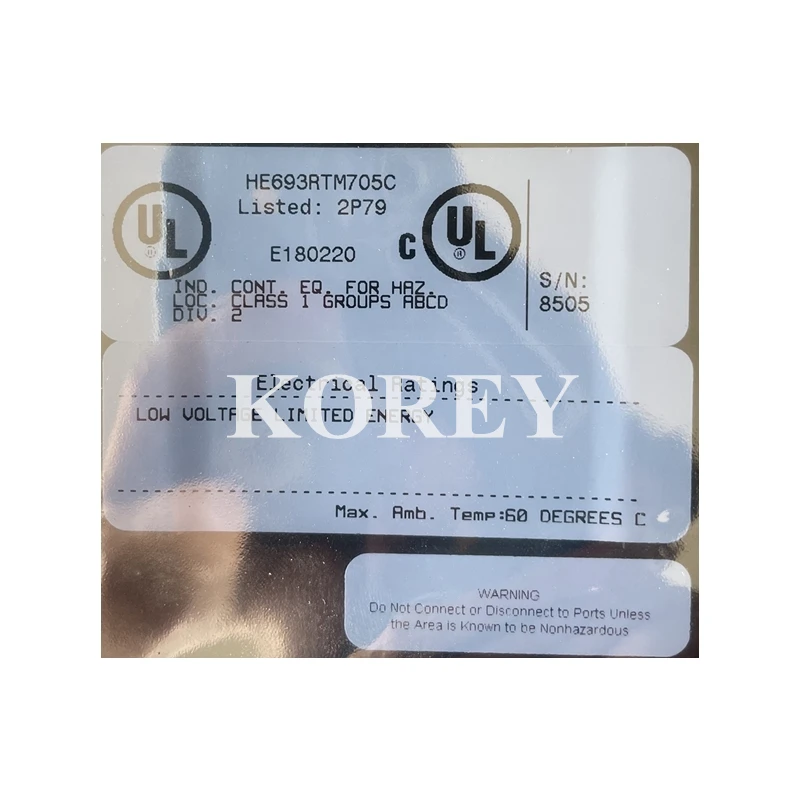 HE693RTM705C
Listed: 2P79
UL ®
C UL ®
E180220
IND. CONT. EQ. FOR HAZ.
LOC. CLASS 1 GROUPS ABCD
DIV. 2
S/N:
8505
Electrical Ratings
KOREY
LOW VOLTAGE LIMITED ENERGY
Max. Amb. Temp:60 DEGREES C
WARNING
Do Not Connect or Disconnect to Ports Unless
the Area is Known to be Nonhazardous